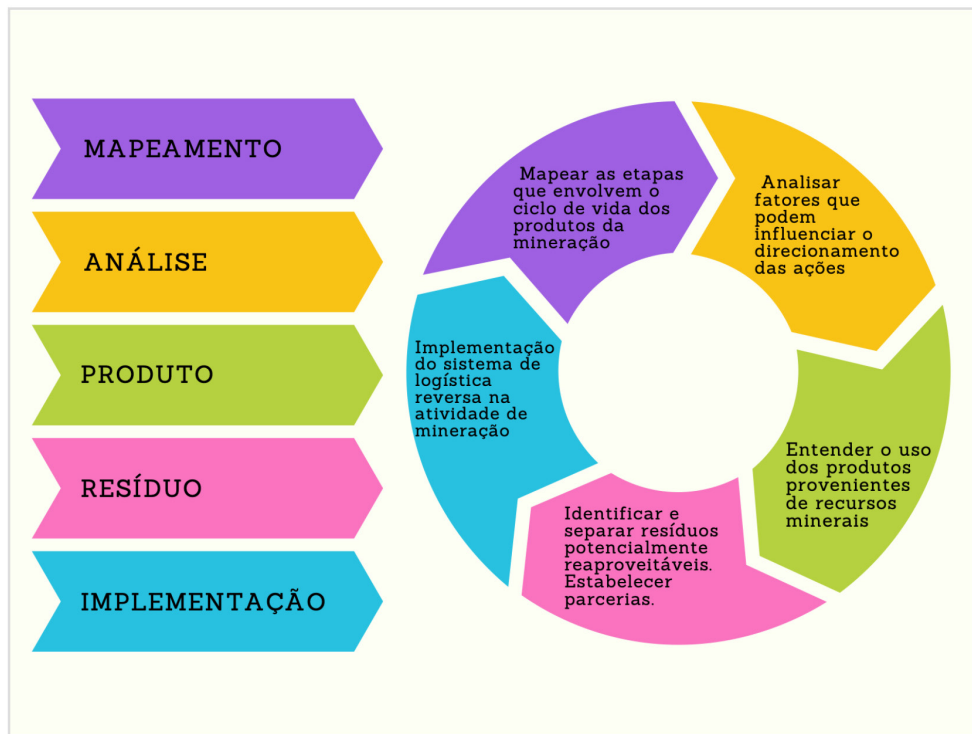 MAPEAMENTO
ANÁLISE
PRODUTO
RESÍDUO
IMPLEMENTAÇÃO
Mapear as etapas
que envolvem o
ciclo de vida dos
produtos da
mineração
Analisar
fatores que
podem
influenciar o
direcionamento
das ações
Entender o uso
dos produtos
provenientes
de recursos
minerais
Identificar e
separar resíduos
potencialmente
reaproveitáveis.
Estabelecer
parcerias.
Implementação
do sistema de
logística
reversa na
atividade de
mineração